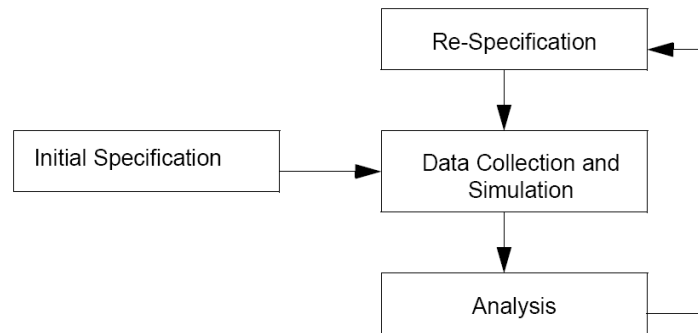 Re-Specification
Initial Specification
Data Collection and
Simulation
Analysis